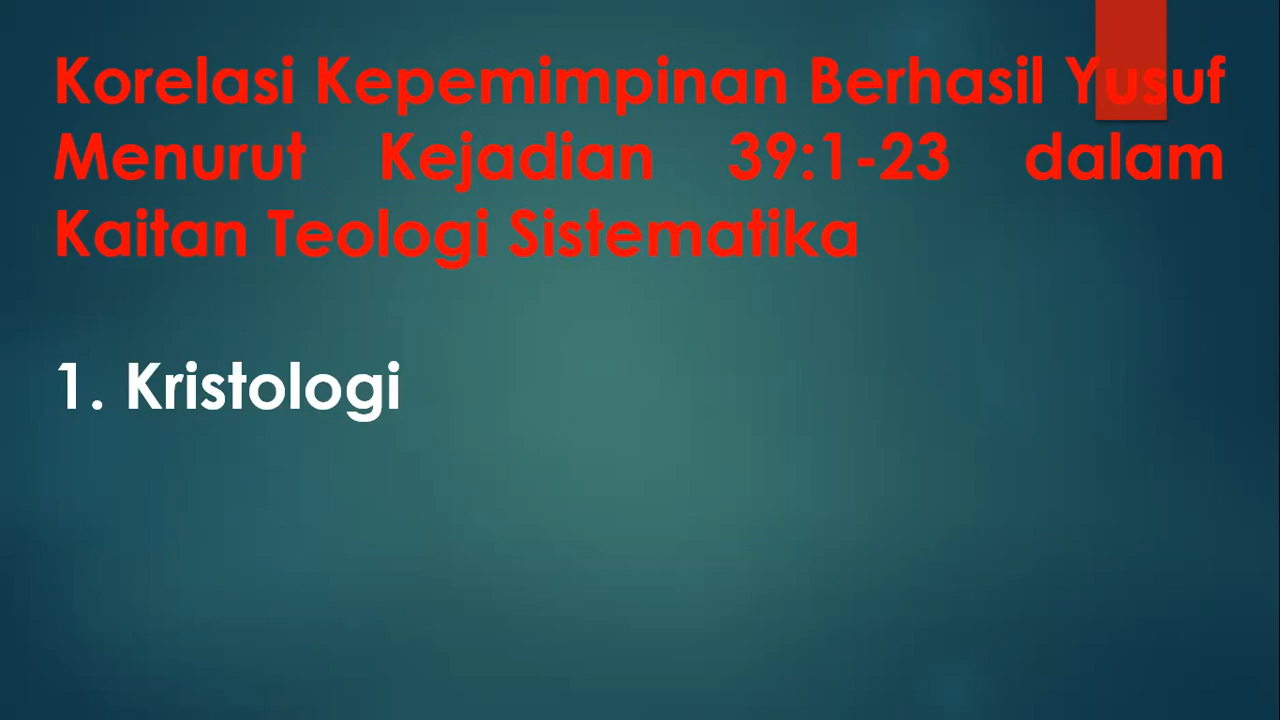 Korelasi Kepemimpinan Berhasil Yusuf
Menurut Kejadian 39:1-23 dalam
Kaitan Teologi Sistematika
1. Kristologi